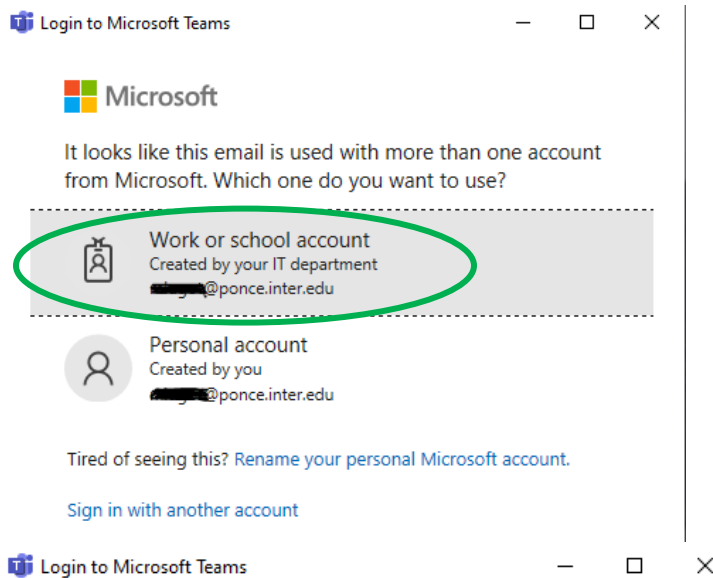 Login to Microsoft Teams
Microsoft
It looks like this email is used with more than one account
from Microsoft. Which one do you want to use?
Work or school account
Created by your IT department
@ponce.inter.edu
Personal account
Created by you
@ponce.inter.edu
Tired of seeing this? Rename your personal Microsoft account.
Sign in with another account
Login to Microsoft Teams